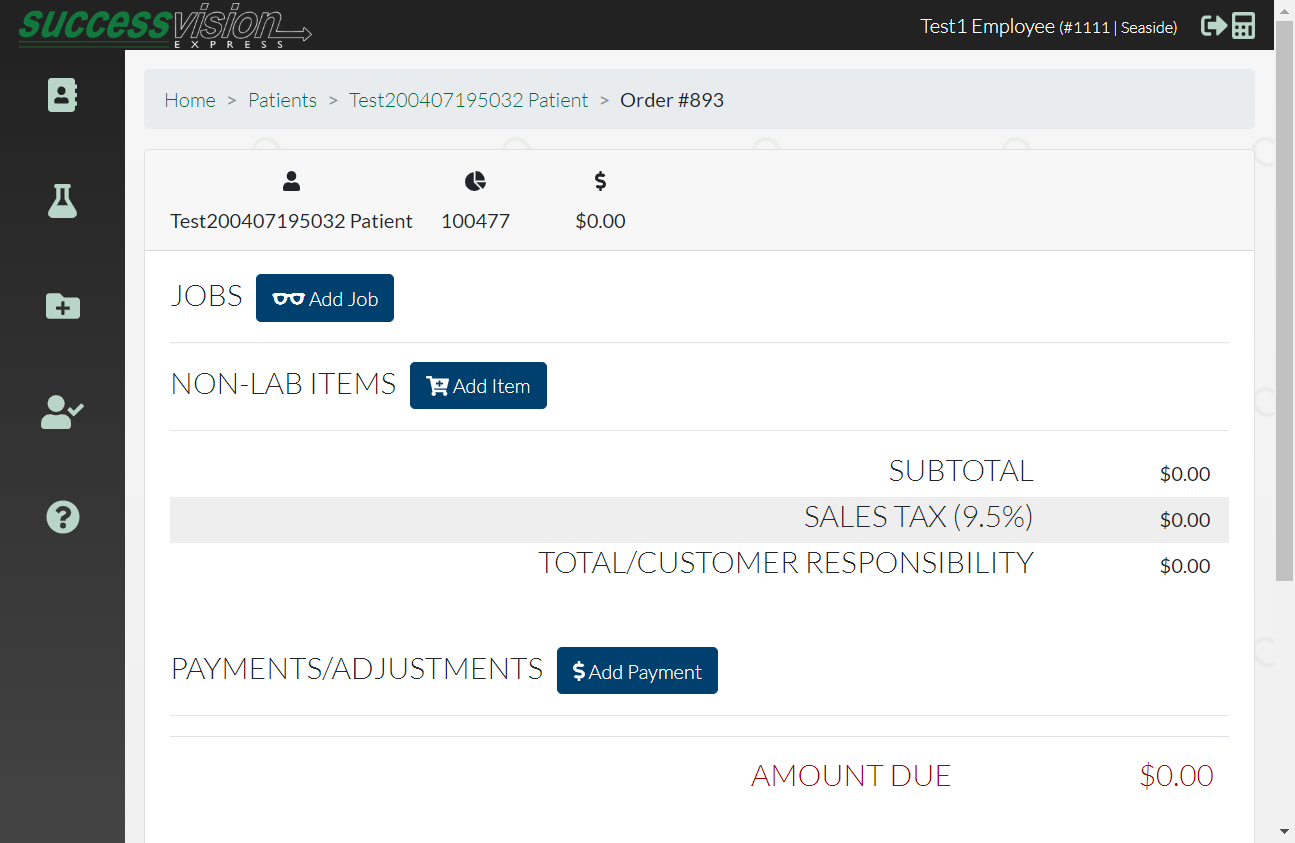 successvision
EXPRESS
Test1 Employee (#1111 | Seaside)
Home > Patients > Test200407195032 Patient > Order #893
Test200407195032 Patient 100477 $0.00
JOBS Add Job
NON-LAB ITEMS Add Item
SUBTOTAL $0.00
SALES TAX (9.5%) $0.00
TOTAL/CUSTOMER RESPONSIBILITY $0.00
PAYMENTS/ADJUSTMENTS $ Add Payment
AMOUNT DUE $0.00